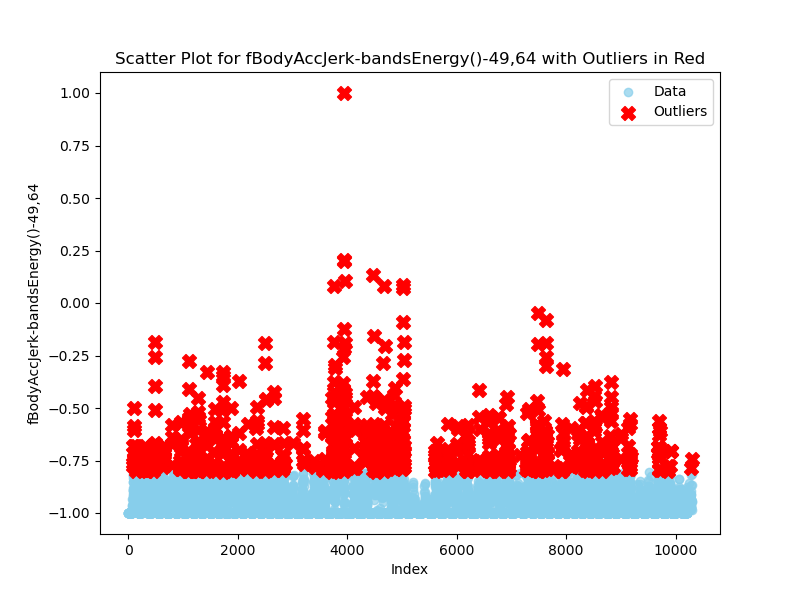 Scatter Plot for fBodyAccJerk-bandsEnergy()-49,64 with Outliers in Red
Data
Outliers
fBodyAccJerk-bandsEnergy()-49,64
1.00
0.75
0.50
0.25
0.00
−0.25
−0.50
−0.75
−1.00
0 2000 4000 6000 8000 10000
Index